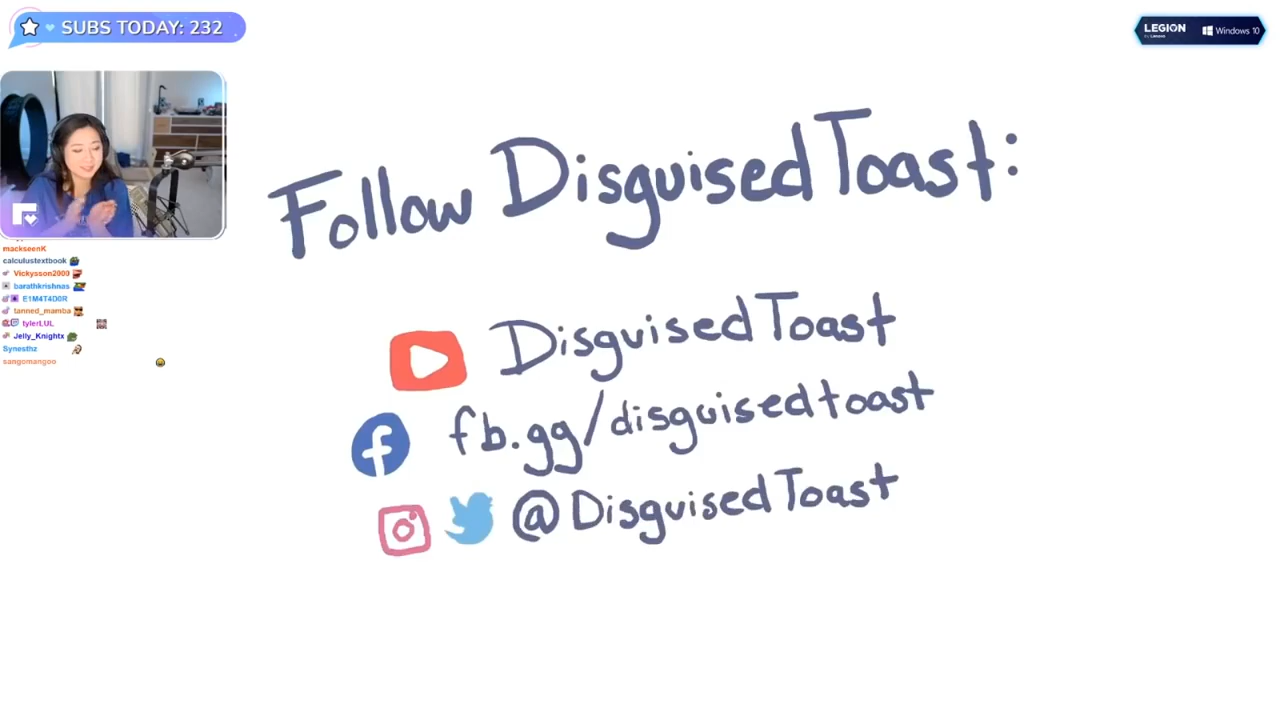 SUBS TODAY: 232
LEGION
Windows 10
Follow DisguisedToast:
DisguisedToast
fb.gg/disguisedtoast
@DisguisedToast
mackseenK
calculustextbook
Vickysson2009
barathkrishnas
E1M4T4D0R
tanned_mamba
tylerLUL
Jelly_Knightx
Synesthz
sangomangoo